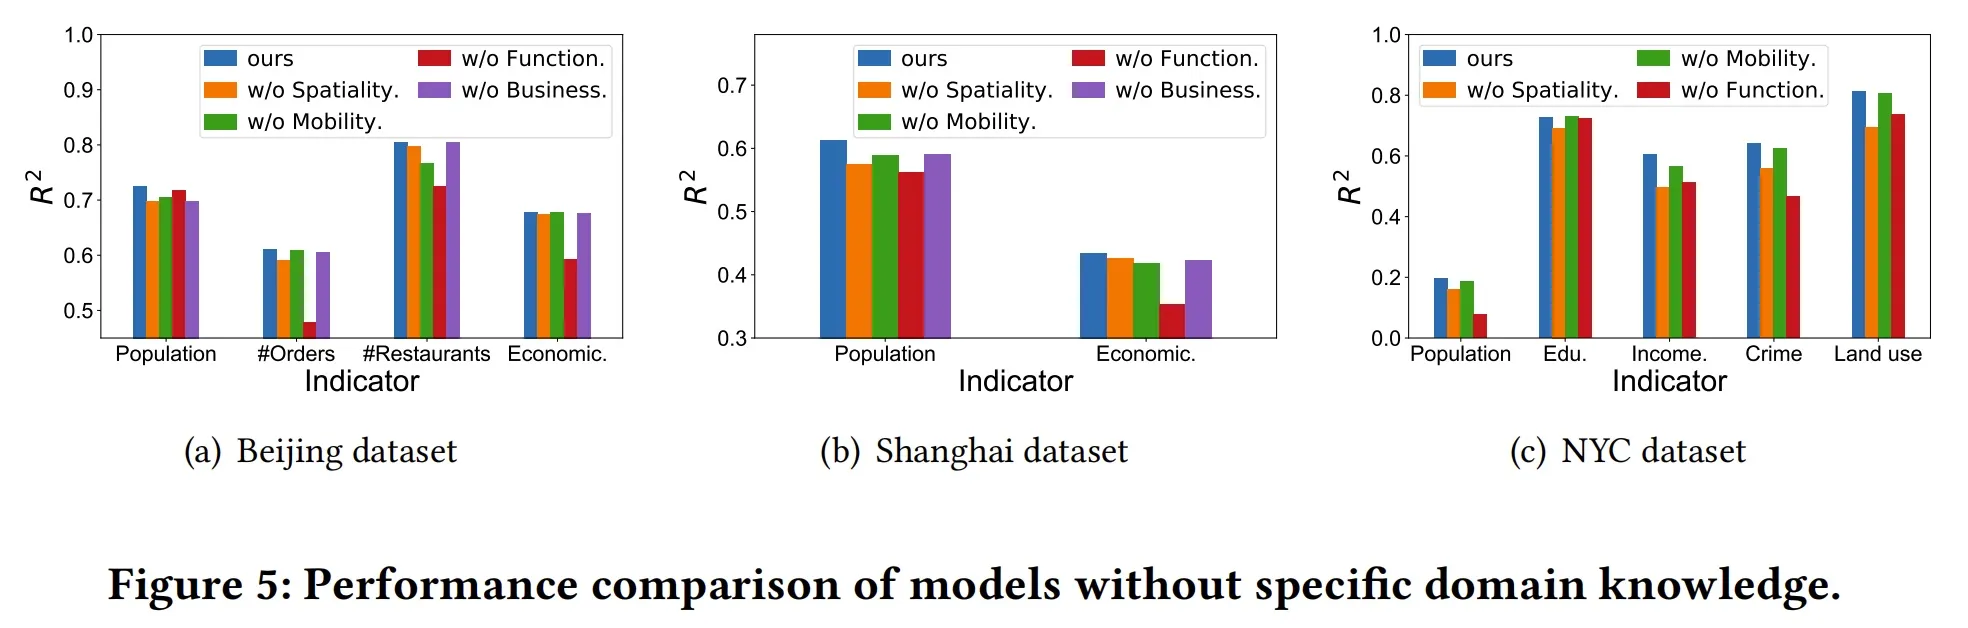 1.0
0.9
0.8
0.7
0.6
0.5
R²
ours
w/o Spatiality.
w/o Mobility.
w/o Function.
w/o Business.
Population #Orders #Restaurants Economic.
Indicator
(a) Beijing dataset
0.7
0.6
0.5
0.4
0.3
R²
ours
w/o Spatiality.
w/o Mobility.
w/o Function.
w/o Business.
Population Economic.
Indicator
(b) Shanghai dataset
1.0
0.8
0.6
0.4
0.2
0.0
R²
ours
w/o Spatiality.
w/o Mobility.
w/o Function.
Population Edu. Income. Crime Land use
Indicator
(c) NYC dataset
Figure 5: Performance comparison of models without specific domain knowledge.